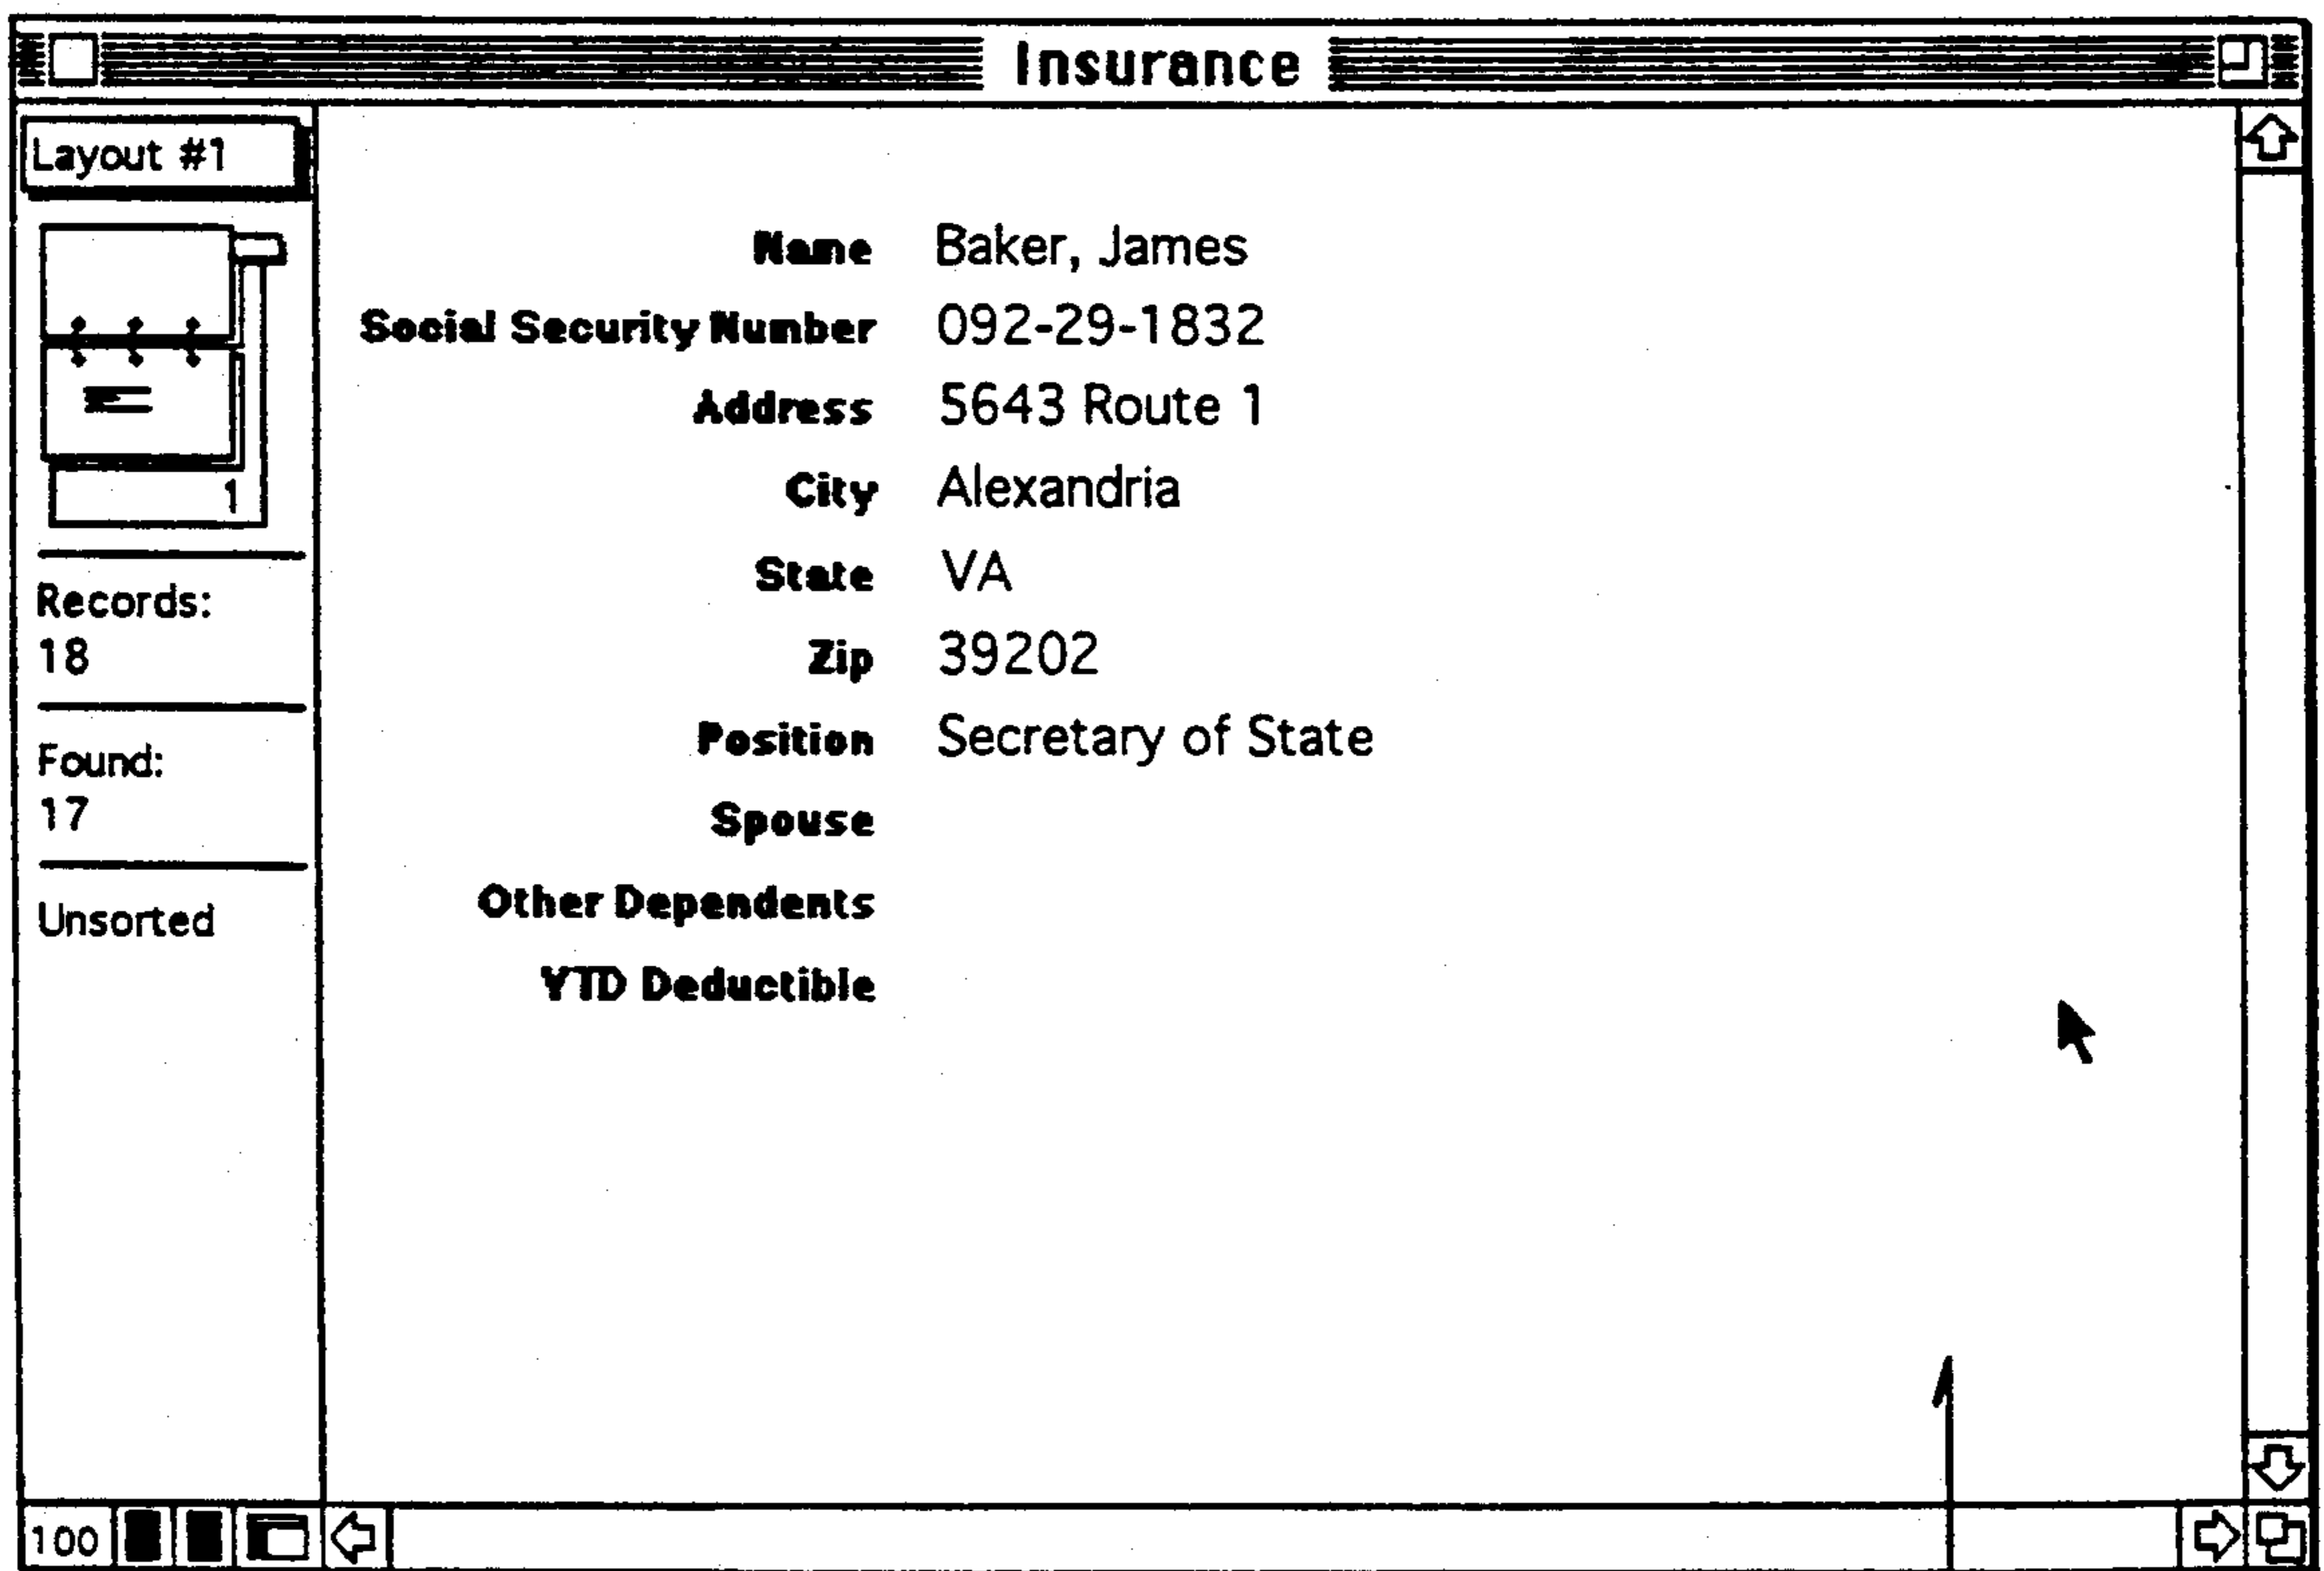 Insurance
Layout #1
1
Records:
18
Found:
17
Unsorted
Name Baker, James
Social Security Number 092-29-1832
Address 5643 Route 1
City Alexandria
State VA
Zip 39202
Position Secretary of State
Spouse
Other Dependents
YTD Deductible
100